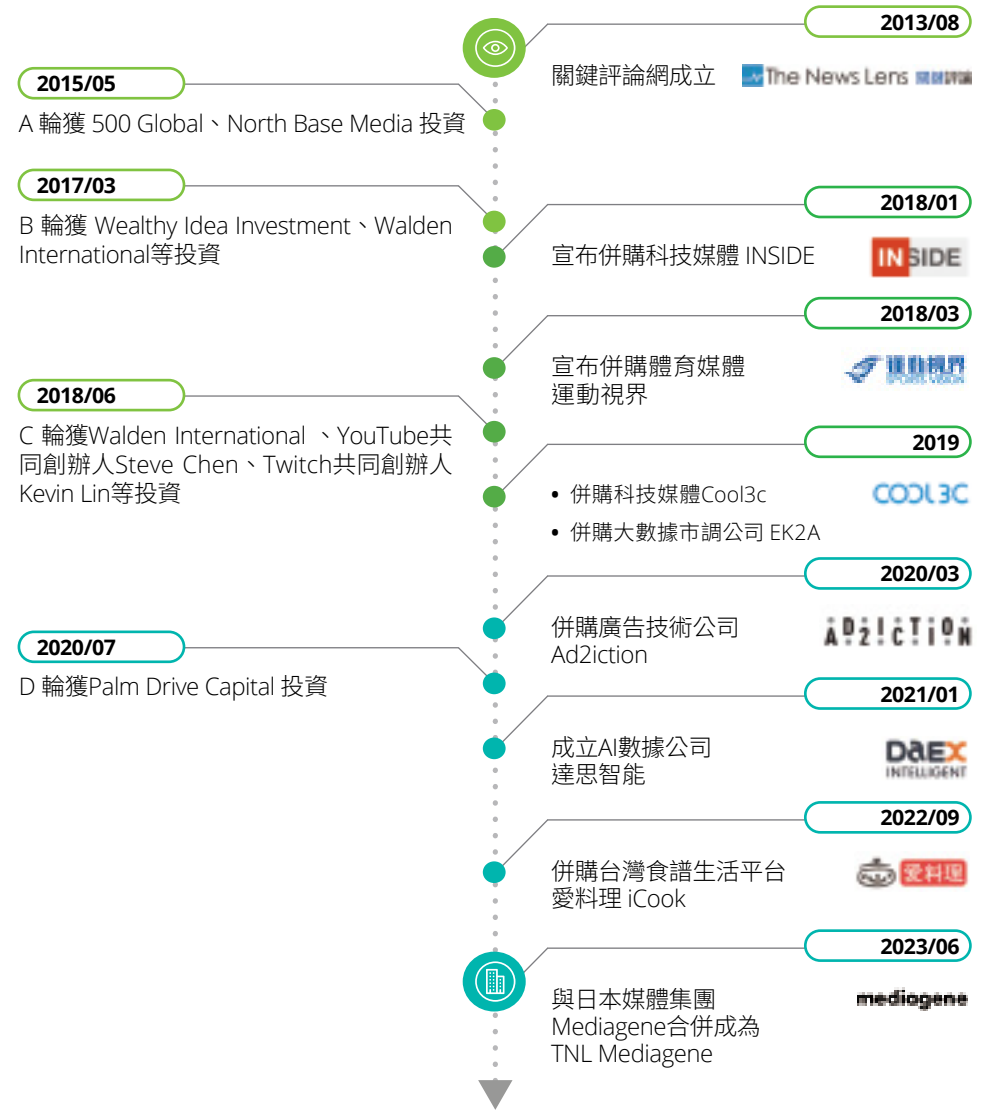 2013/08
關鍵評論網成立
The News Lens 關鍵評論
2015/05
A 輪獲 500 Global、North Base Media 投資
2017/03
B 輪獲 Wealthy Idea Investment、Walden
International等投資
2018/01
宣布併購科技媒體 INSIDE
INSIDE
2018/03
宣布併購體育媒體
運動視界
運動視界
SPORTS VISION
2018/06
C 輪獲Walden International 、YouTube共
同創辦人Steve Chen、Twitch共同創辦人
Kevin Lin等投資
2019
• 併購科技媒體Cool3c
COOL3C
• 併購大數據市調公司 EK2A
2020/03
併購廣告技術公司
Ad2iction
AD2iCTiON
2020/07
D 輪獲Palm Drive Capital 投資
2021/01
成立AI數據公司
達思智能
DaEX
INTELLIGENT
2022/09
併購台灣食譜生活平台
愛料理 iCook
愛料理
2023/06
與日本媒體集團
Mediagene合併成為
TNL Mediagene
mediagene